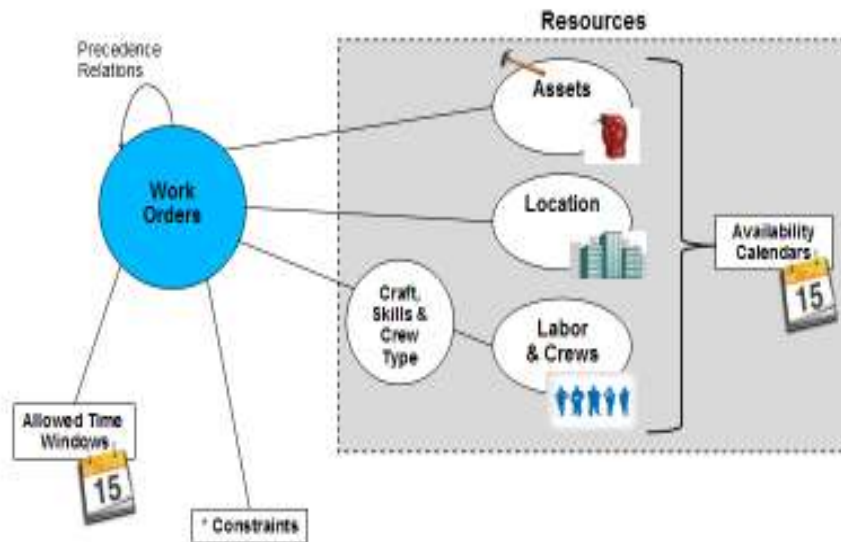 Resources
Precedence
Relations
Assets
Work
Orders
Location
Availability
Calendars
15
Craft,
Skills &
Crew
Type
Labor
& Crews
Allowed Time
Windows
15
* Constraints